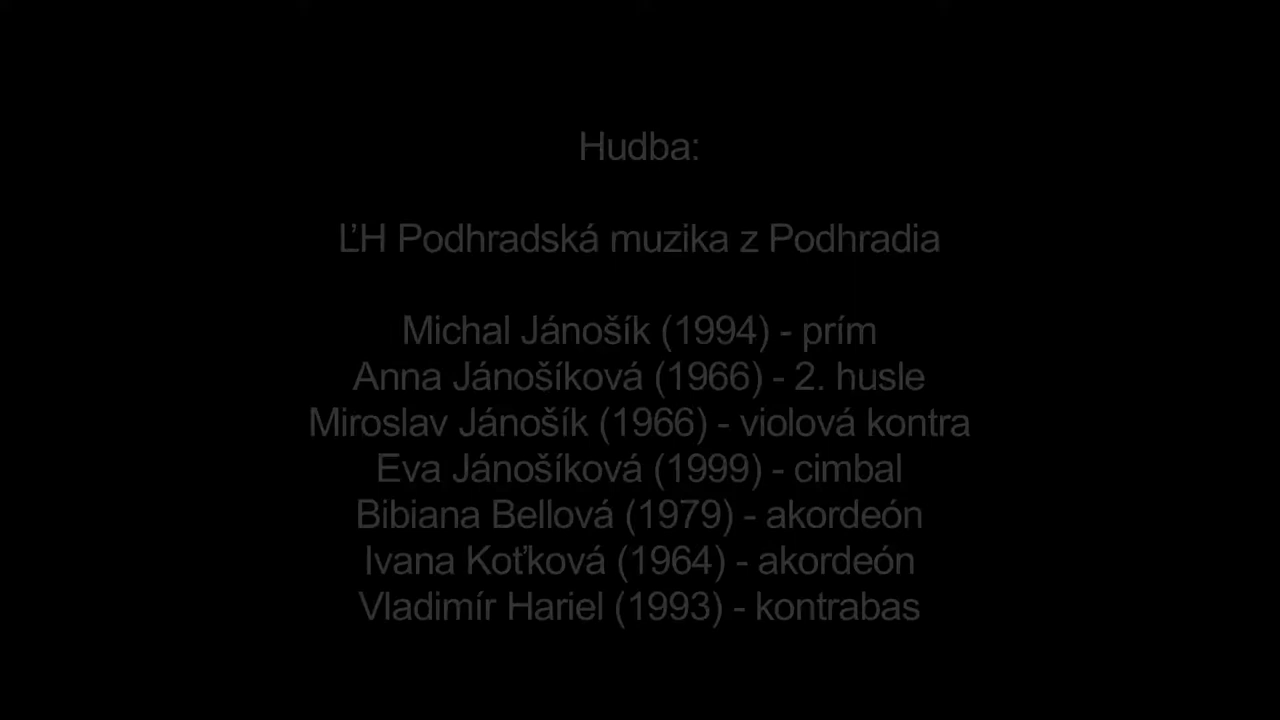 Hudba:
ĽH Podhradská muzika z Podhradia
Michal Jánošík (1994) - prím
Anna Jánošíková (1966) - 2. husle
Miroslav Jánošík (1966) - violová kontra
Eva Jánošíková (1999) - cimbal
Bibiana Bellová (1979) - akordeón
Ivana Koťková (1964) - akordeón
Vladimír Hariel (1993) - kontrabas